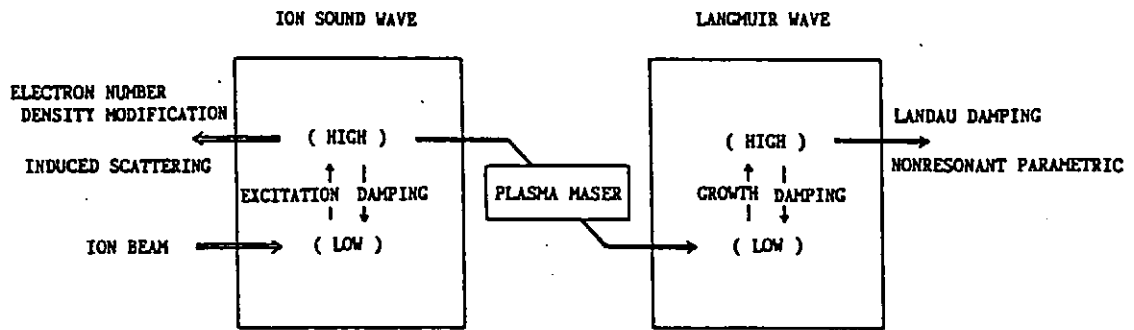 ION SOUND WAVE
LANGMUIR WAVE
ELECTRON NUMBER
DENSITY MODIFICATION
( HIGH )
( HIGH )
LANDAU DAMPING
INDUCED SCATTERING
NONRESONANT PARAMETRIC
EXCITATION DAMPING
PLASMA MASER
GROWTH DAMPING
ION BEAM
( LOW )
( LOW )